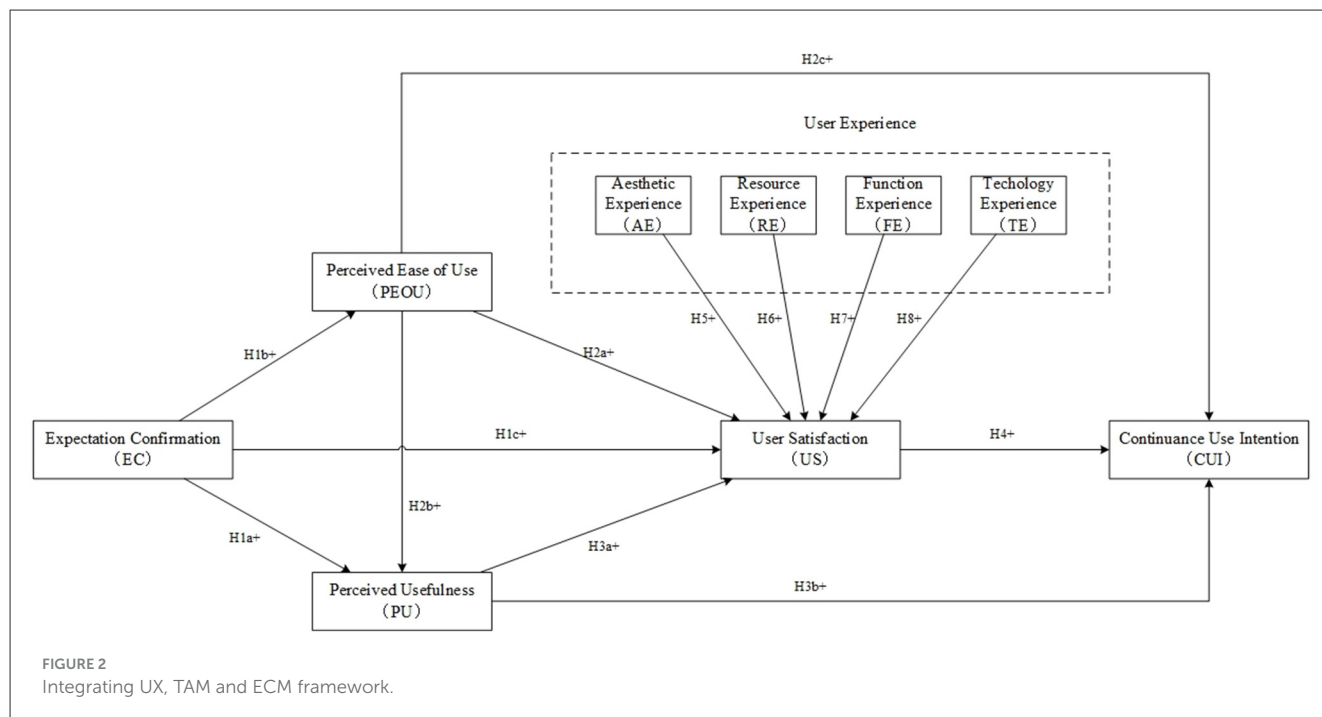 H2c+
User Experience
Aesthetic
Experience
（AE）
Resource
Experience
（RE）
Function
Experience
（FE）
Techology
Experience
（TE）
Perceived Ease of Use
（PEOU）
H5+
H6+
H7+
H8+
H1b+
H2a+
Expectation Confirmation
（EC）
H1c+
User Satisfaction
（US）
H4+
Continuance Use Intention
（CUI）
H2b+
H1a+
H3a+
Perceived Usefulness
（PU）
H3b+
FIGURE 2
Integrating UX, TAM and ECM framework.